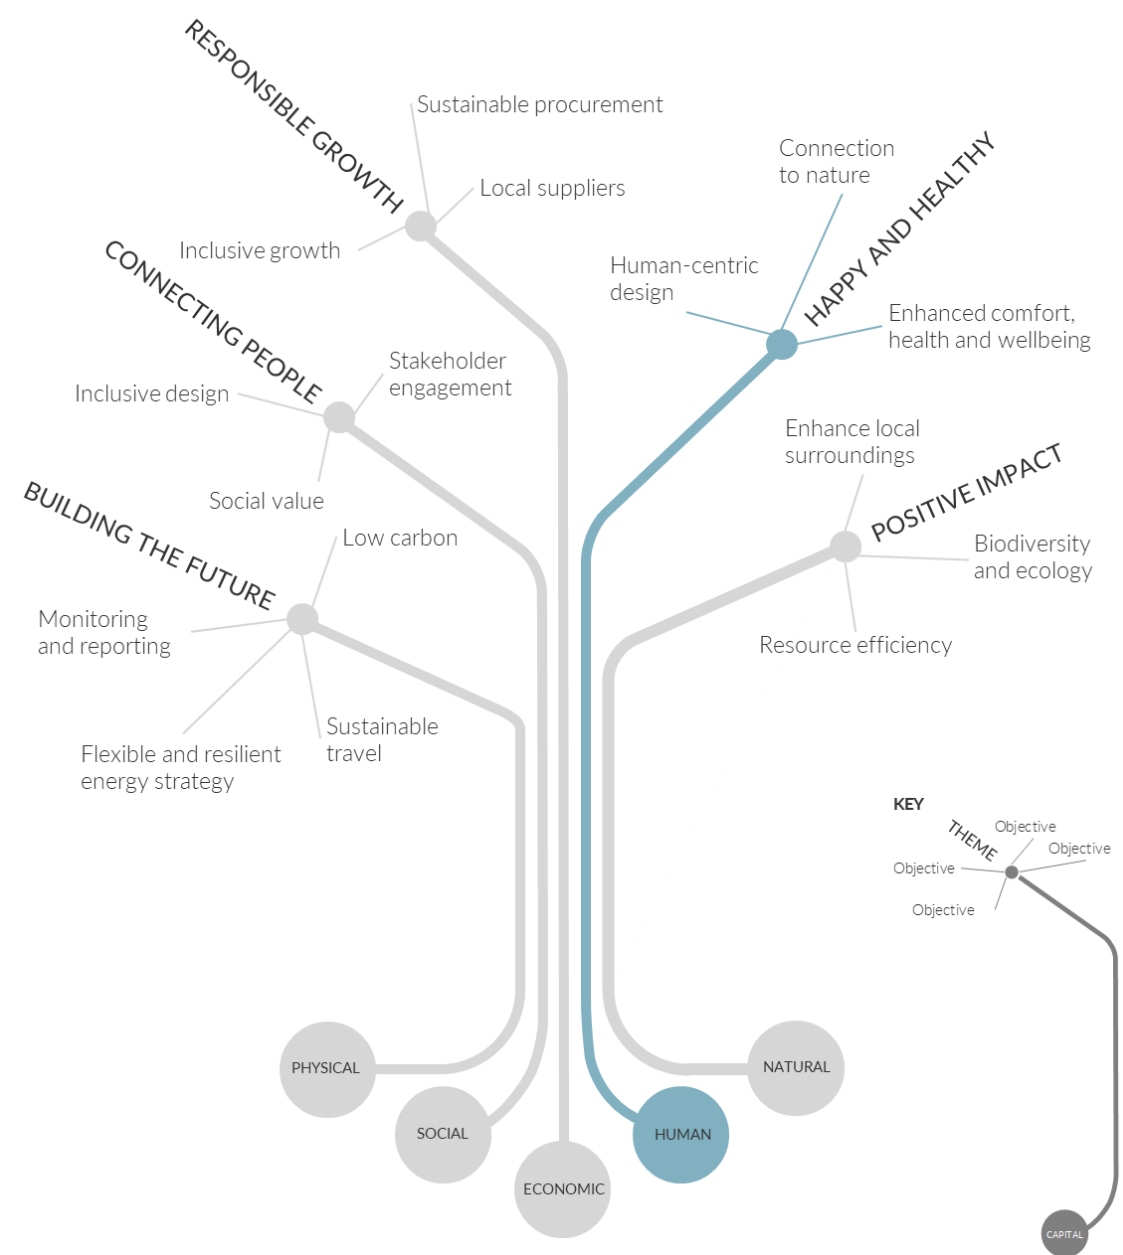 RESPONSIBLE GROWTH
Sustainable procurement
Local suppliers
Inclusive growth
CONNECTING PEOPLE
Stakeholder
engagement
Inclusive design
Social value
BUILDING THE FUTURE
Low carbon
Monitoring
and reporting
Flexible and resilient
energy strategy
Sustainable
travel
Connection
to nature
HAPPY AND HEALTHY
Human-centric
design
Enhanced comfort,
health and wellbeing
Enhance local
surroundings
POSITIVE IMPACT
Biodiversity
and ecology
Resource efficiency
KEY
THEME
Objective
Objective
Objective
Objective
CAPITAL
PHYSICAL
SOCIAL
ECONOMIC
HUMAN
NATURAL